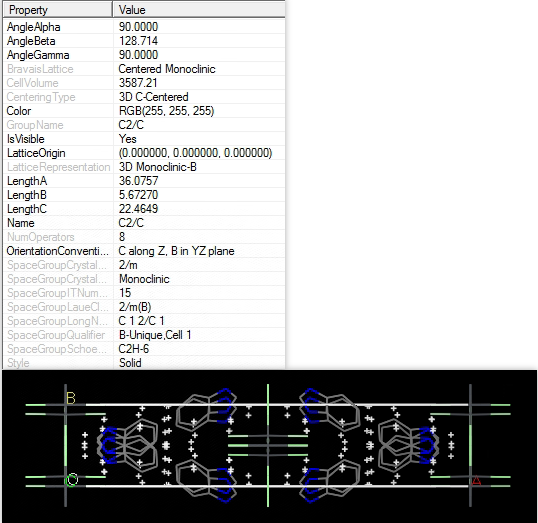 Property Value
AngleAlpha 90.0000
AngleBeta 128.714
AngleGamma 90.0000
BravaisLattice Centered Monoclinic
CellVolume 3587.21
CenteringType 3D C-Centered
Color RGB(255, 255, 255)
GroupName C2/C
IsVisible Yes
LatticeOrigin (0.000000, 0.000000, 0.000000)
LatticeRepresentation 3D Monoclinic-B
LengthA 36.0757
LengthB 5.67270
LengthC 22.4649
Name C2/C
NumOperators 8
OrientationConventi... C along Z, B in YZ plane
SpaceGroupCrystal... 2/m
SpaceGroupCrystal... Monoclinic
SpaceGroupITNum... 15
SpaceGroupLaueCl... 2/m(B)
SpaceGroupLongN... C 1 2/C 1
SpaceGroupQualifier B-Unique,Cell 1
SpaceGroupSchoe... C2H-6
Style Solid
B
C A